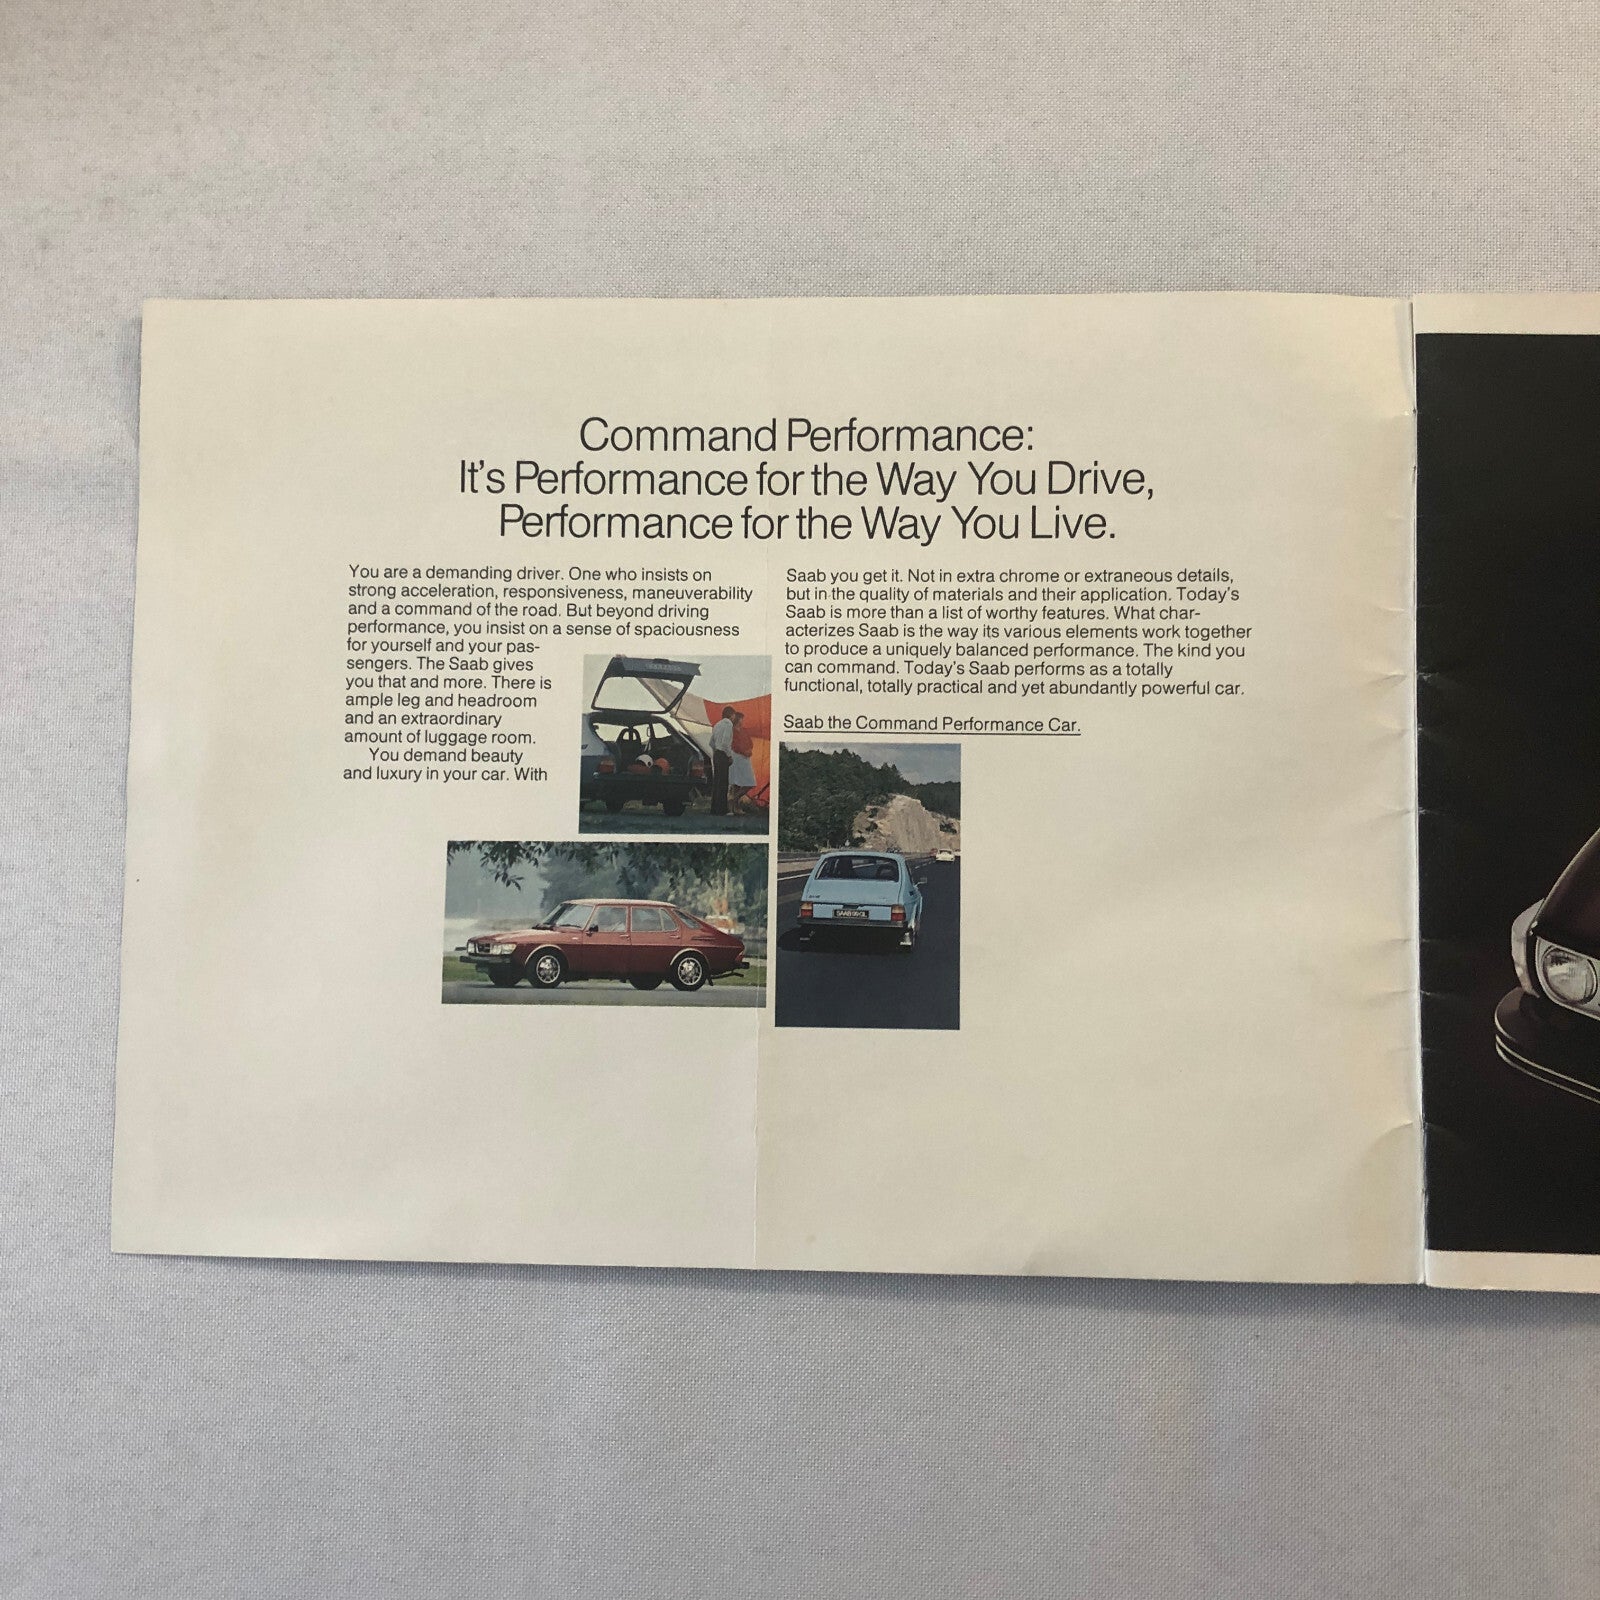 Command Performance:
It's Performance for the Way You Drive,
Performance for the Way You Live.
You are a demanding driver. One who insists on
strong acceleration, responsiveness, maneuverability
and a command of the road. But beyond driving
performance, you insist on a sense of spaciousness
for yourself and your pas-
sengers. The Saab gives
you that and more. There is
ample leg and headroom
and an extraordinary
amount of luggage room.
You demand beauty
and luxury in your car. With
Saab you get it. Not in extra chrome or extraneous details,
but in the quality of materials and their application. Today's
Saab is more than a list of worthy features. What char-
acterizes Saab is the way its various elements work together
to produce a uniquely balanced performance. The kind you
can command. Today's Saab performs as a totally
functional, totally practical and yet abundantly powerful car.
Saab the Command Performance Car.
SAAB 99 GL